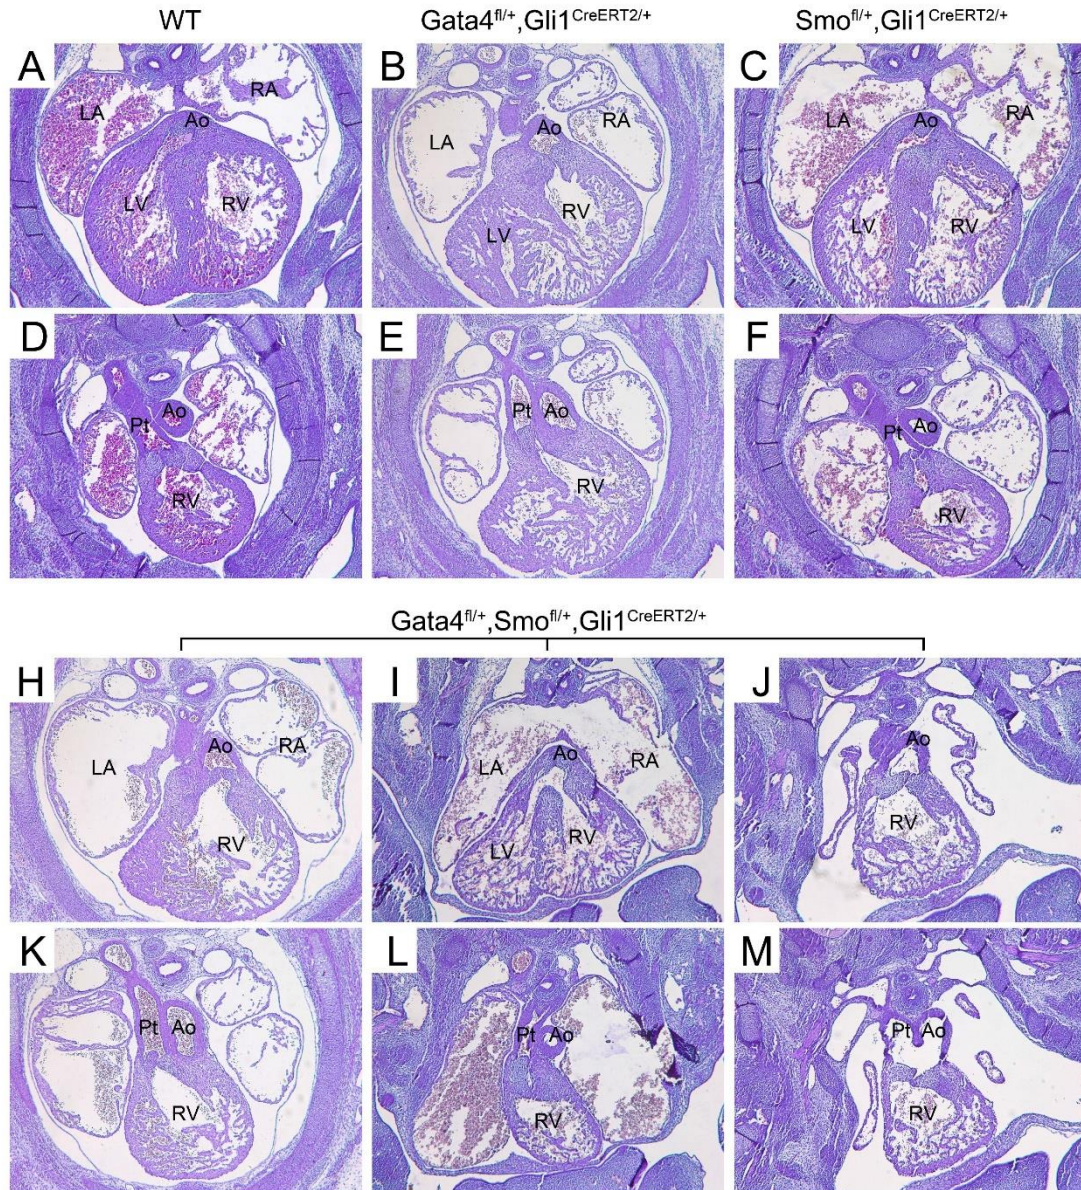 WT
Gata4fl/+,Gli1CreERT2/+
Smofl/+,Gli1CreERT2/+
A
LA
RA
Ao
LV
RV
B
LA
Ao
RA
RV
LV
C
LA
Ao
RA
LV
RV
D
Pt
Ao
RV
E
Pt
Ao
RV
F
Pt
Ao
RV
Gata4fl/+,Smofl/+,Gli1CreERT2/+
H
LA
Ao
RA
RV
I
LA
Ao
RA
LV
RV
J
Ao
RV
K
Pt
Ao
RV
L
Pt
Ao
RV
M
Pt
Ao
RV